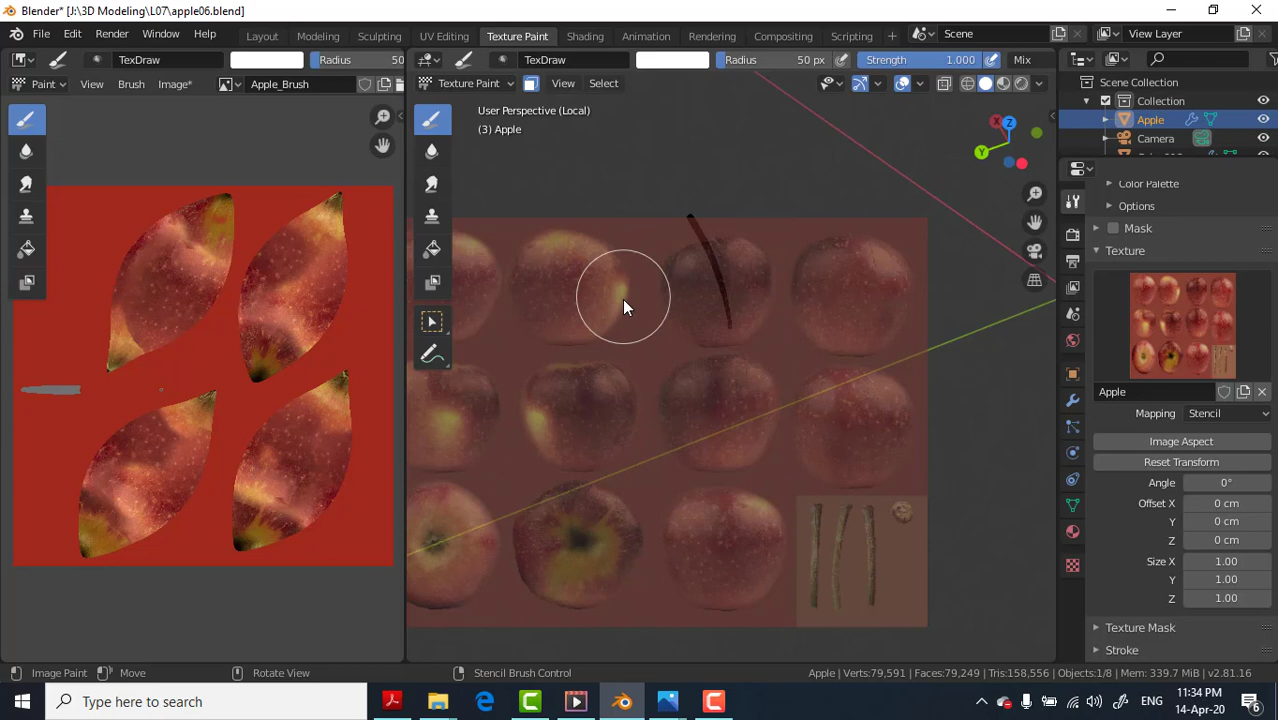 Blender* [J:\3D Modeling\L07\apple06.blend]
File Edit Render Window Help Layout Modeling Sculpting UV Editing Texture Paint Shading Animation Rendering Compositing Scripting Scene View Layer
TexDraw Radius 50 TexDraw Radius 50 px Strength 1.000 Mix
Paint View Brush Image* Apple_Brush Texture Paint View Select
Scene Collection
Collection
Apple
Camera
User Perspective (Local)
(3) Apple
X Z Y
Color Palette
Options
Mask
Texture
Apple
Mapping Stencil
Image Aspect
Reset Transform
Angle 0°
Offset X 0 cm
Y 0 cm
Z 0 cm
Size X 1.00
Y 1.00
Z 1.00
Texture Mask
Stroke
Image Paint Move Rotate View Stencil Brush Control Apple | Verts:79,591 | Faces:79,249 | Tris:158,556 | Objects:1/8 | Mem: 339.7 MiB | v2.81.16
Type here to search
ENG
11:34 PM
14-Apr-20
6